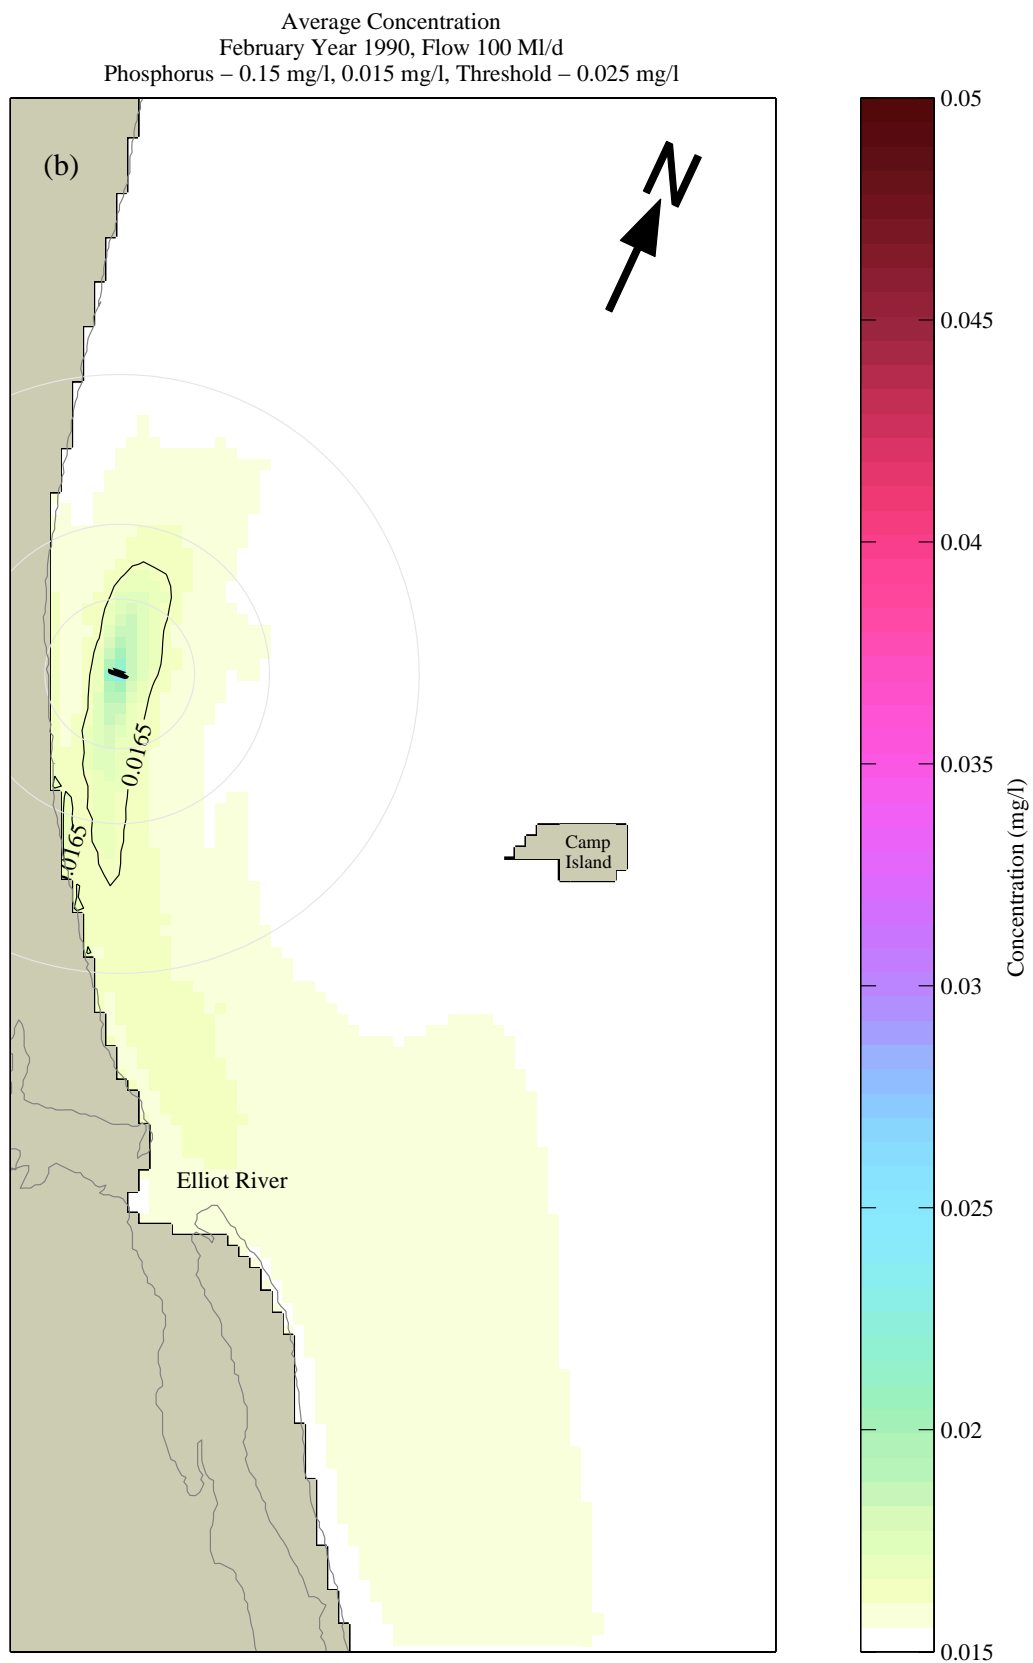 Average Concentration
February Year 1990, Flow 100 Ml/d
Phosphorus – 0.15 mg/l, 0.015 mg/l, Threshold – 0.025 mg/l
(b)
N
0.0165
.0165
Camp
Island
Elliot River
0.05
0.045
0.04
0.035
0.03
0.025
0.02
0.015
Concentration (mg/l)